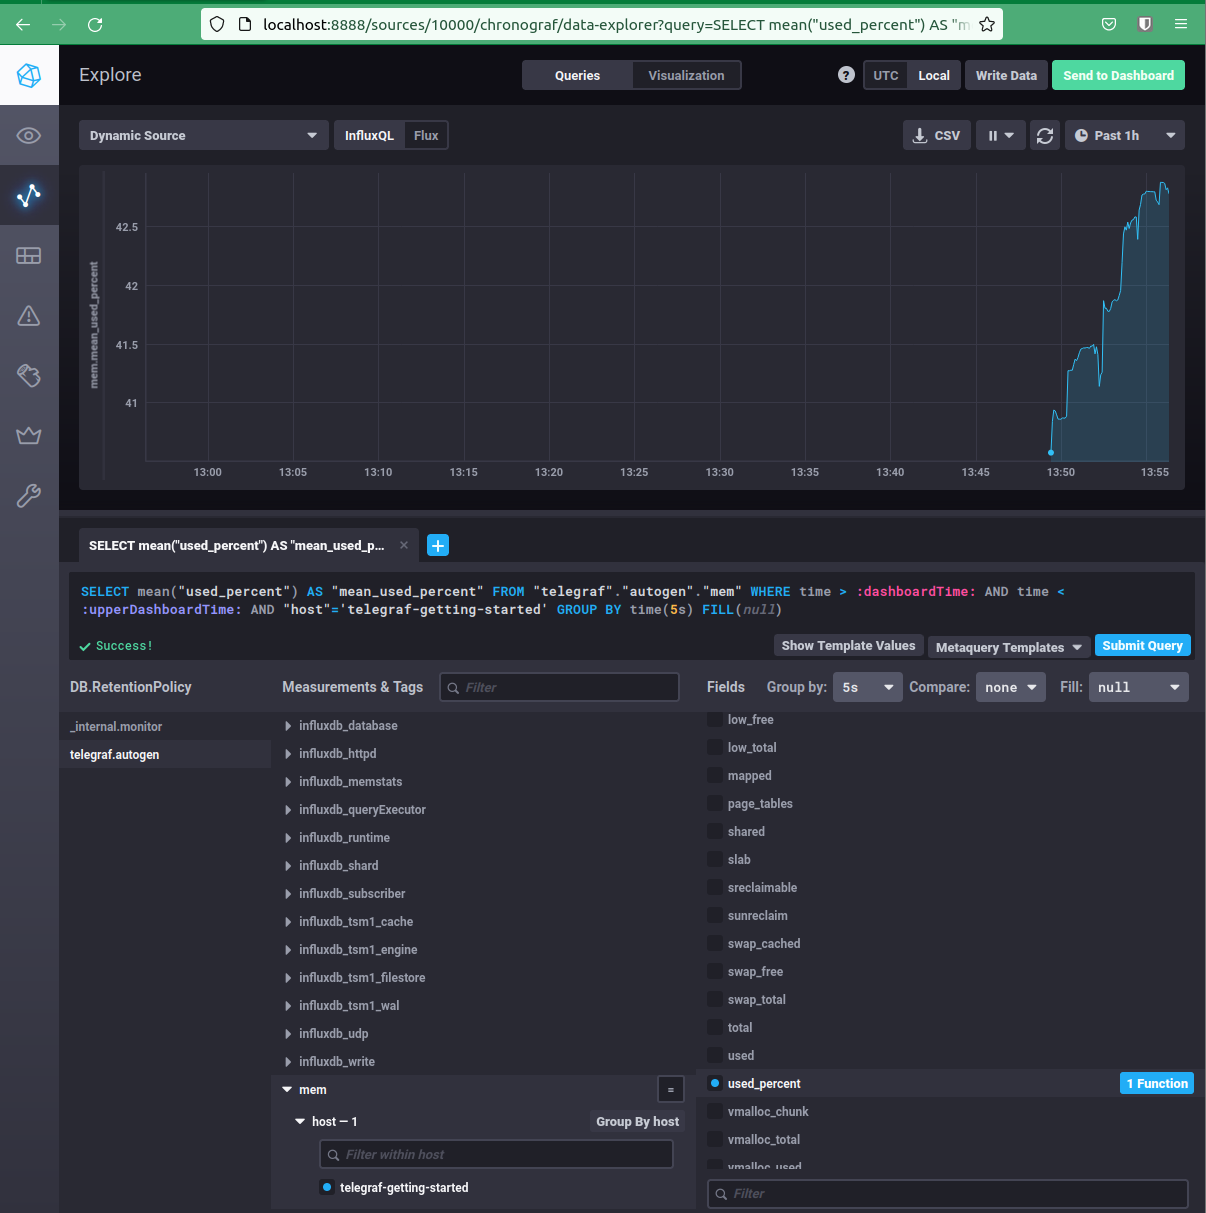 localhost:8888/sources/10000/chronograf/data-explorer?query=SELECT mean("used_percent") AS "m
Explore
Queries
Visualization
?
UTC
Local
Write Data
Send to Dashboard
Dynamic Source
InfluxQL
Flux
CSV
Past 1h
mem.mean_used_percent
42.5
42
41.5
41
13:00
13:05
13:10
13:15
13:20
13:25
13:30
13:35
13:40
13:45
13:50
13:55
SELECT mean("used_percent") AS "mean_used_p...
SELECT mean("used_percent") AS "mean_used_percent" FROM "telegraf"."autogen"."mem" WHERE time > :dashboardTime: AND time <
:upperDashboardTime: AND "host"='telegraf-getting-started' GROUP BY time(5s) FILL(null)
Success!
Show Template Values
Metaquery Templates
Submit Query
DB.RetentionPolicy
Measurements & Tags
Filter
Fields
Group by:
5s
Compare:
none
Fill:
null
_internal.monitor
telegraf.autogen
influxdb_database
influxdb_httpd
influxdb_memstats
influxdb_queryExecutor
influxdb_runtime
influxdb_shard
influxdb_subscriber
influxdb_tsm1_cache
influxdb_tsm1_engine
influxdb_tsm1_filestore
influxdb_tsm1_wal
influxdb_udp
influxdb_write
mem
=
host – 1
Group By host
Filter within host
telegraf-getting-started
low_free
low_total
mapped
page_tables
shared
slab
sreclaimable
sunreclaim
swap_cached
swap_free
swap_total
total
used
used_percent
1 Function
vmalloc_chunk
vmalloc_total
vmalloc_used
Filter